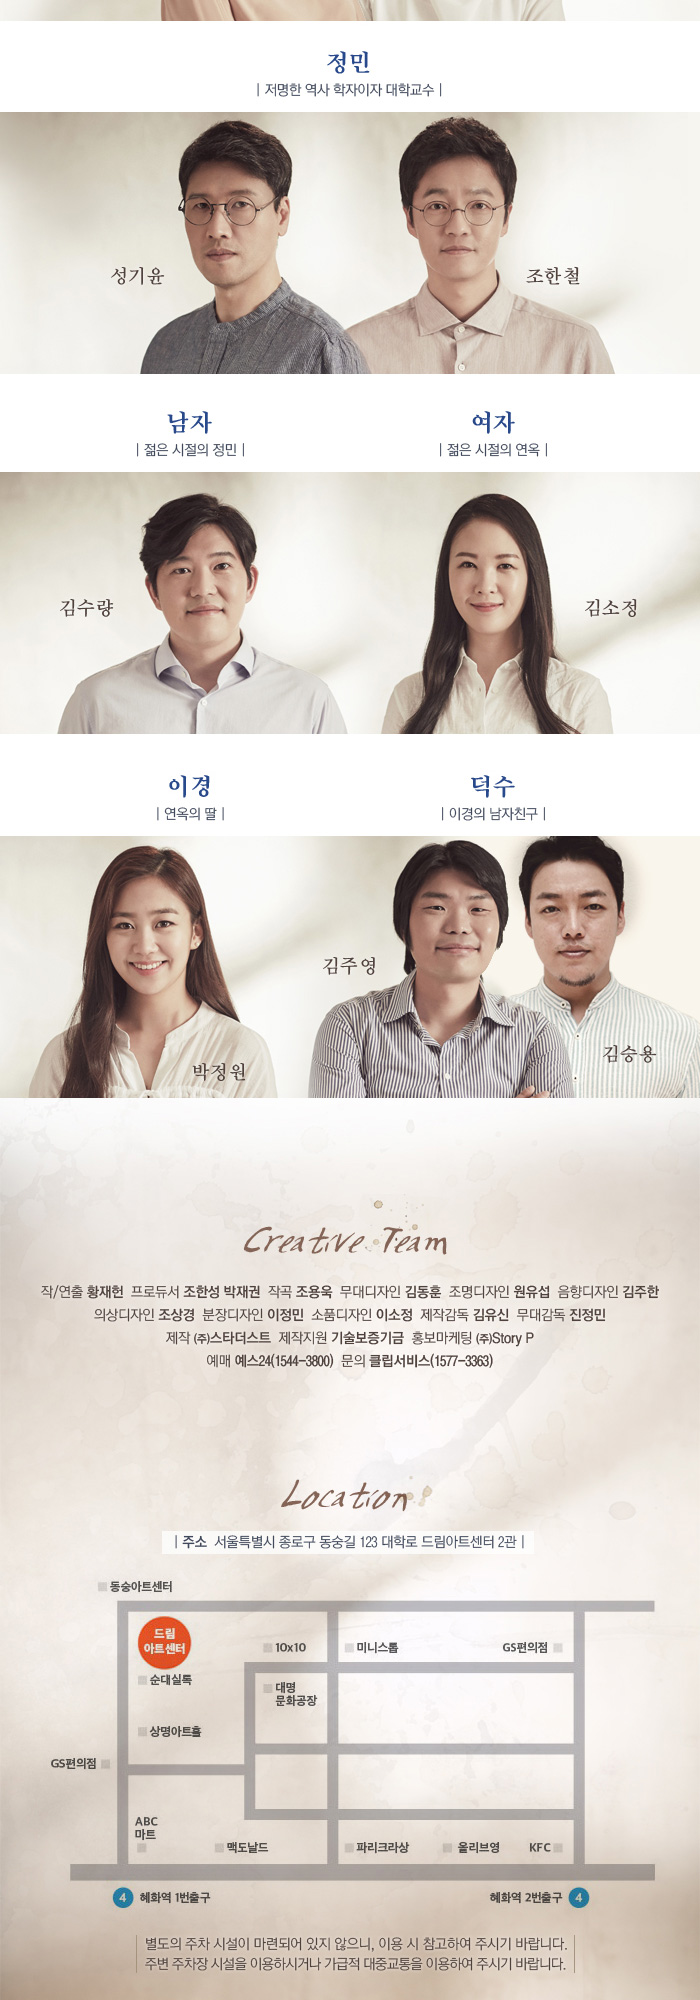 정민
| 저명한 역사 학자이자 대학교수 |
성기윤
조한철
남자
여자
| 젊은 시절의 정민 |
| 젊은 시절의 연옥 |
김수량
김소정
이경
덕수
| 연옥의 딸 |
| 이경의 남자친구 |
김주영
김승용
박정원
Creative Team
작/연출 황재헌 프로듀서 조한성 박재권 작곡 조용욱 무대디자인 김동훈 조명디자인 원유섭 음향디자인 김주한
의상디자인 조상경 분장디자인 이정민 소품디자인 이소정 제작감독 김유신 무대감독 진정민
제작 ㈜스타더스트 제작지원 기술보증기금 홍보마케팅 ㈜Story P
예매 예스24(1544-3800) 문의 클립서비스(1577-3363)
Location
| 주소 서울특별시 종로구 동숭길 123 대학로 드림아트센터 2관 |
동숭아트센터
드림
아트센터
10x10
미니스톱
GS편의점
순대실록
대명
문화공장
상명아트홀
GS편의점
ABC
마트
맥도날드
파리크라상
올리브영
KFC
4 혜화역 1번출구
혜화역 2번출구 4
별도의 주차 시설이 마련되어 있지 않으니, 이용 시 참고하여 주시기 바랍니다.
주변 주차장 시설을 이용하시거나 가급적 대중교통을 이용하여 주시기 바랍니다.